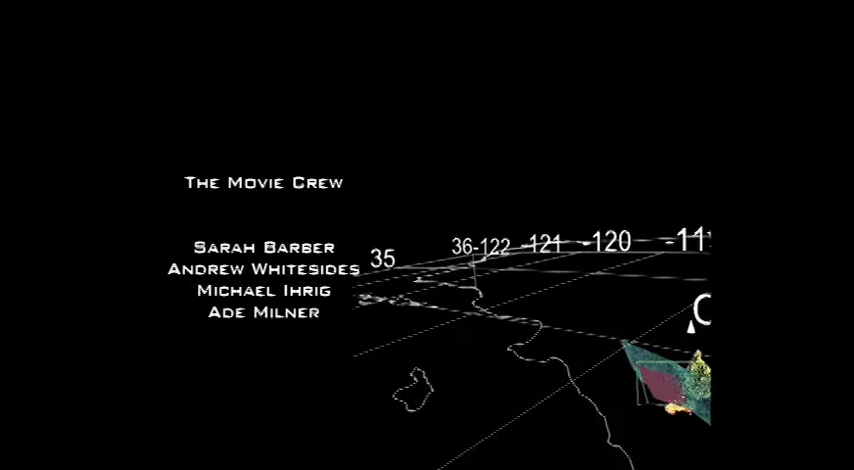 The Movie Crew
Sarah Barber
Andrew Whitesides
Michael Ihrig
Ade Milner
35
36 -122 -121 -120